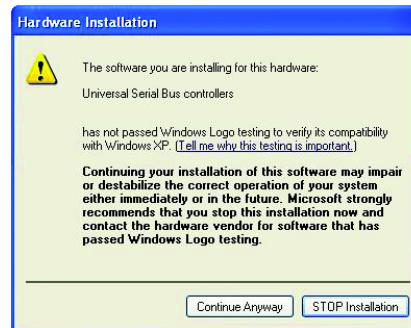 Hardware Installation
The software you are installing for this hardware:
Universal Serial Bus controllers
has not passed Windows Logo testing to verify its compatibility
with Windows XP. (Tell me why this testing is important.)
Continuing your installation of this software may impair
or destabilize the correct operation of your system
either immediately or in the future. Microsoft strongly
recommends that you stop this installation now and
contact the hardware vendor for software that has
passed Windows Logo testing.
Continue Anyway
STOP Installation